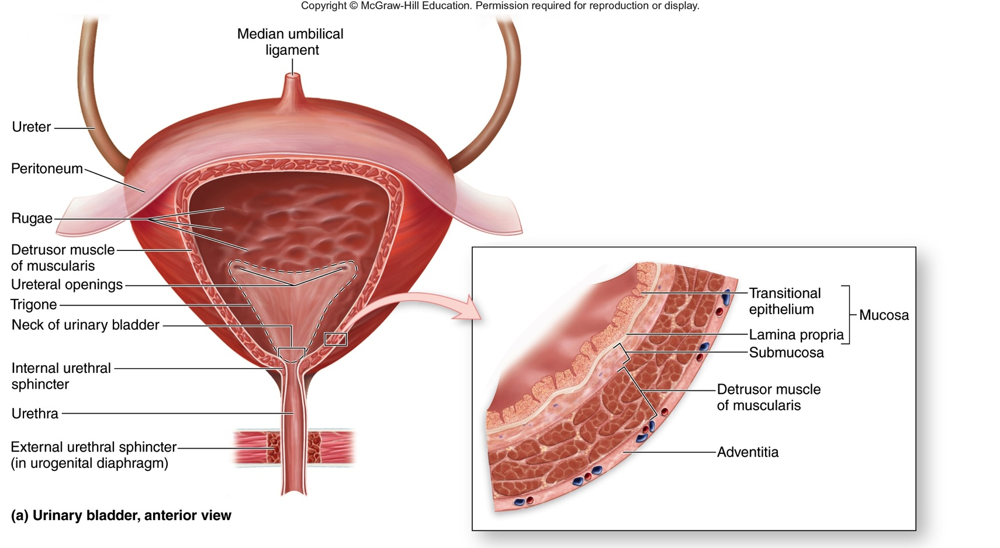 Copyright © McGraw-Hill Education. Permission required for reproduction or display.
Median umbilical
ligament
Ureter
Peritoneum
Rugae
Detrusor muscle
of muscularis
Ureteral openings
Trigone
Neck of urinary bladder
Internal urethral
sphincter
Urethra
External urethral sphincter
(in urogenital diaphragm)
(a) Urinary bladder, anterior view
Transitional
epithelium
Mucosa
Lamina propria
Submucosa
Detrusor muscle
of muscularis
Adventitia